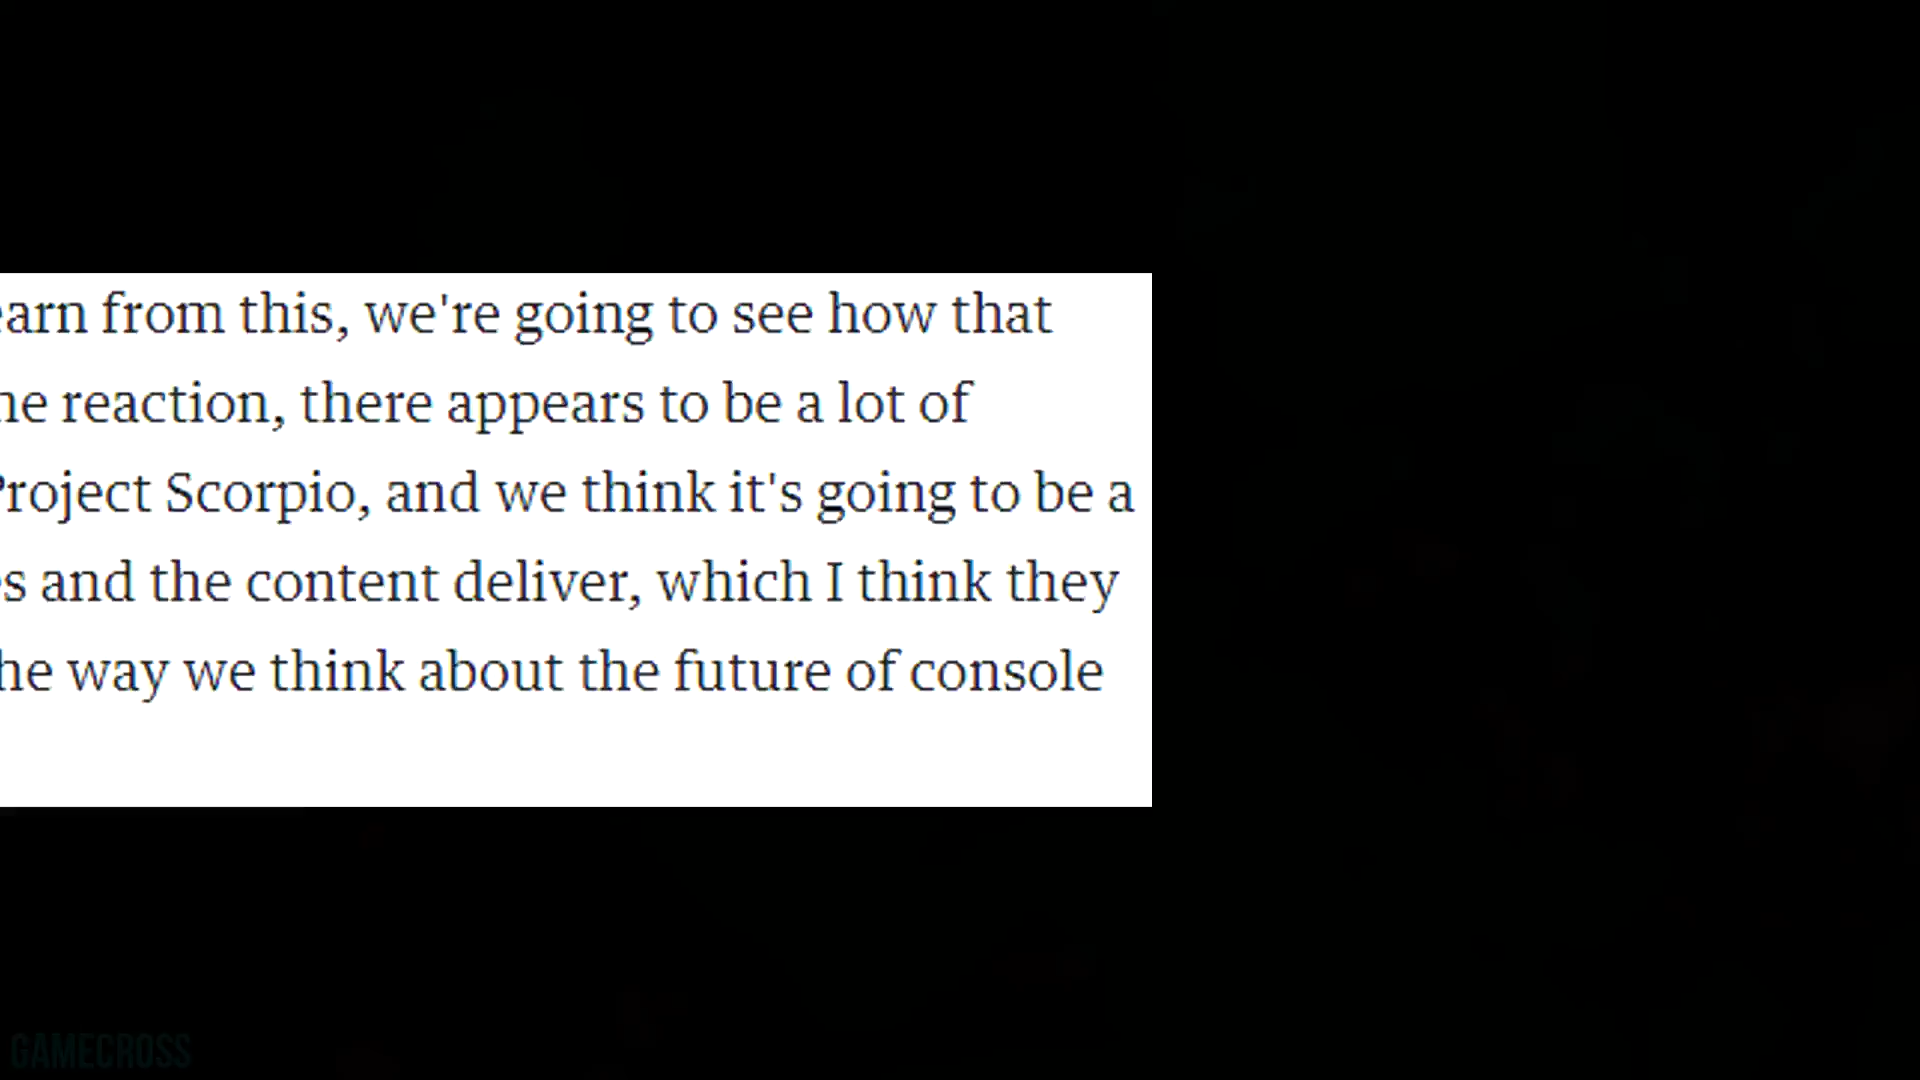 earn from this, we're going to see how that
he reaction, there appears to be a lot of
Project Scorpio, and we think it's going to be a
es and the content deliver, which I think they
he way we think about the future of console
GAMECROSS